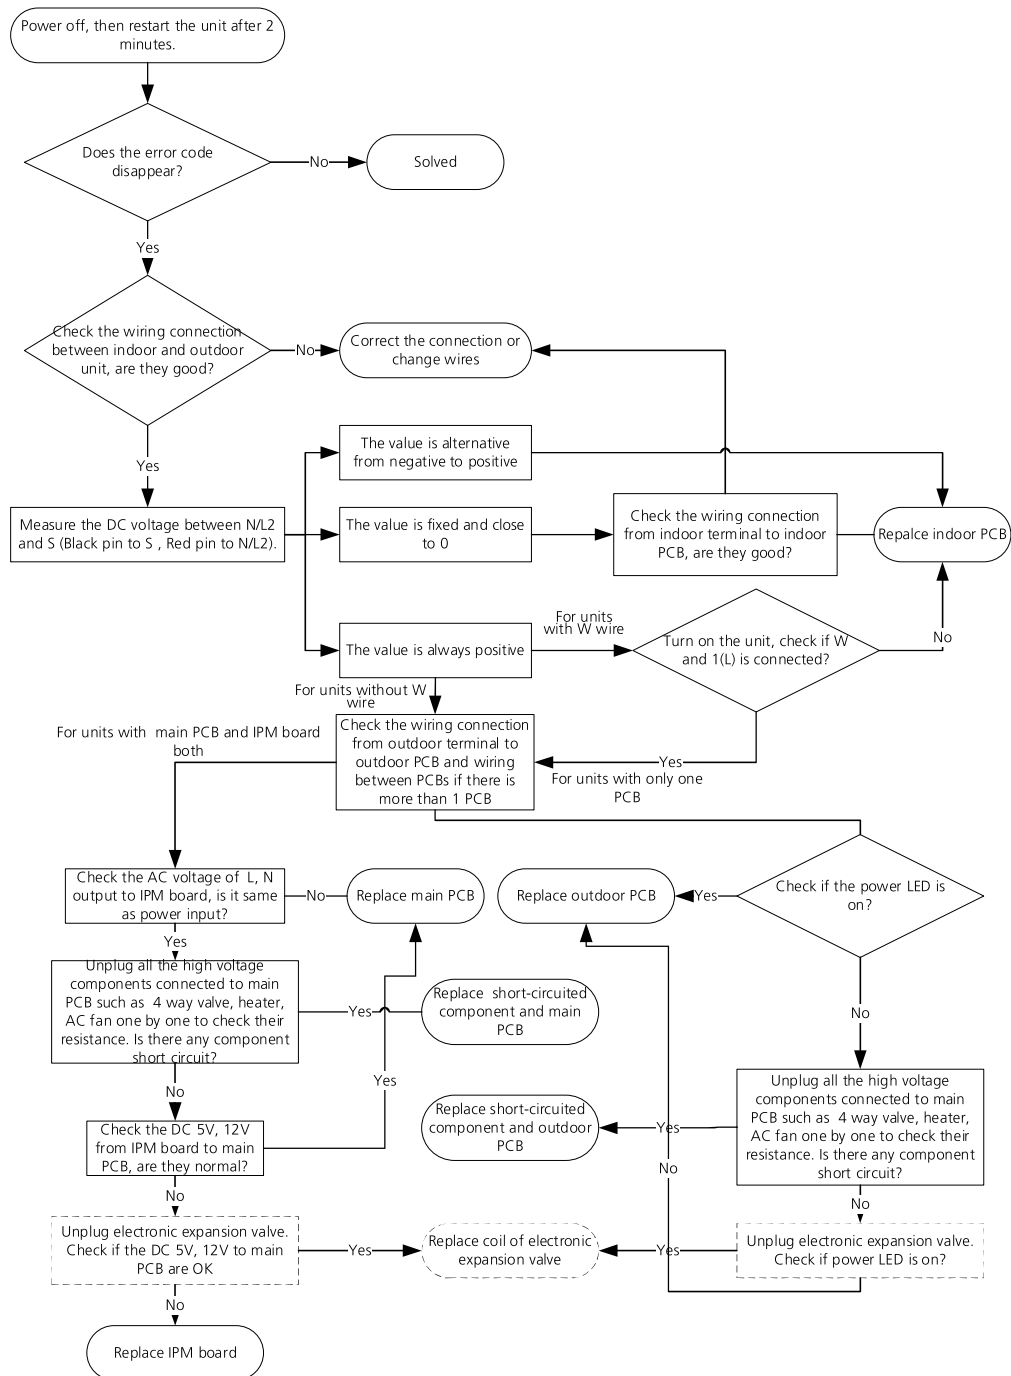 Power off, then restart the unit after 2
minutes.
Does the error code
disappear?
No
Solved
Yes
Check the wiring connection
between indoor and outdoor
unit, are they good?
No
Correct the connection or
change wires
Yes
The value is alternative
from negative to positive
Measure the DC voltage between N/L2
and S (Black pin to S , Red pin to N/L2).
The value is fixed and close
to 0
Check the wiring connection
from indoor terminal to indoor
PCB, are they good?
Repalce indoor PCB
The value is always positive
For units
with W wire
Turn on the unit, check if W
and 1(L) is connected?
No
For units without W
wire
For units with  main PCB and IPM board
both
Check the wiring connection
from outdoor terminal to
outdoor PCB and wiring
between PCBs if there is
more than 1 PCB
Yes
For units with only one
PCB
Check the AC voltage of  L, N
output to IPM board, is it same
as power input?
No
Replace main PCB
Replace outdoor PCB
Yes
Check if the power LED is
on?
Yes
Unplug all the high voltage
components connected to main
PCB such as  4 way valve, heater,
AC fan one by one to check their
resistance. Is there any component
short circuit?
Yes
Replace  short-circuited
component and main
PCB
No
No
Yes
Check the DC 5V, 12V
from IPM board to main
PCB, are they normal?
Replace short-circuited
component and outdoor
PCB
Yes
Unplug all the high voltage
components connected to main
PCB such as  4 way valve, heater,
AC fan one by one to check their
resistance. Is there any component
short circuit?
No
No
No
Unplug electronic expansion valve.
Check if the DC 5V, 12V to main
PCB are OK
Yes
Replace coil of electronic
expansion valve
Yes
Unplug electronic expansion valve.
Check if power LED is on?
No
Replace IPM board